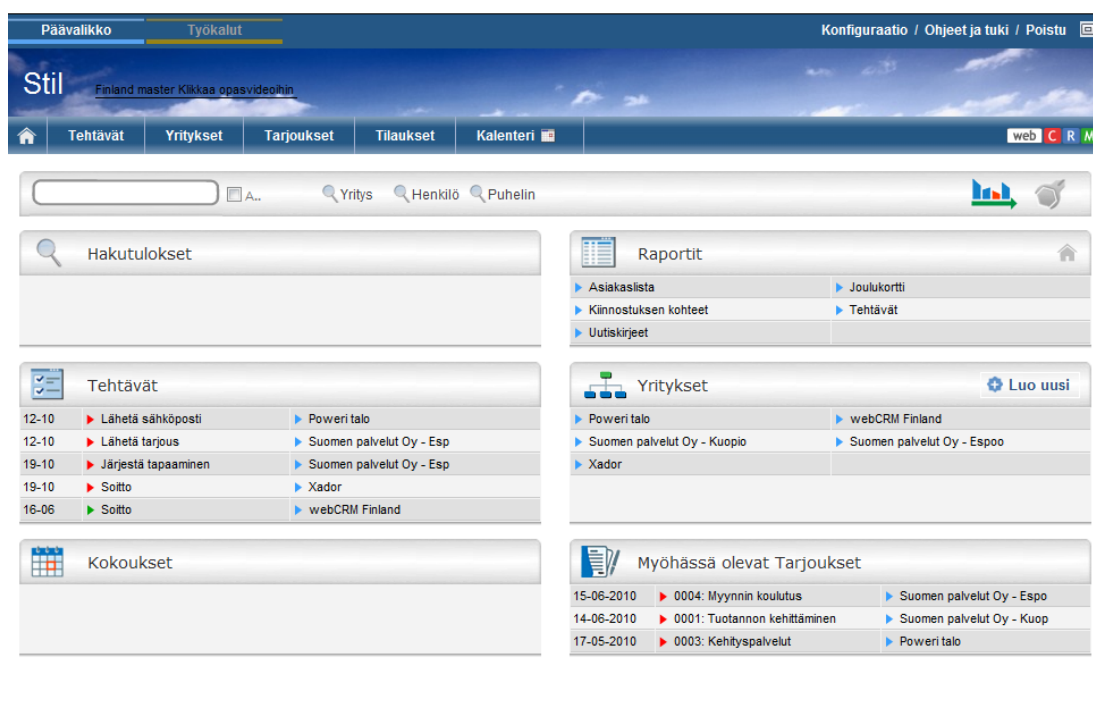 Päävalikko Työkalut Konfiguraatio / Ohjeet ja tuki / Poistu
Stil Finland master Klikkaa opasvideoihin
Tehtävät Yritykset Tarjoukset Tilaukset Kalenteri web C R M
A.. Yritys Henkilö Puhelin
Hakutulokset
Raportit
Asiakaslista Joulukortti
Kiinnostuksen kohteet Tehtävät
Uutiskirjeet
Tehtävät
12-10 Lähetä sähköposti Poweri talo
12-10 Lähetä tarjous Suomen palvelut Oy - Esp
19-10 Järjestä tapaaminen Suomen palvelut Oy - Esp
19-10 Soitto Xador
16-06 Soitto webCRM Finland
Yritykset Luo uusi
Poweri talo webCRM Finland
Suomen palvelut Oy - Kuopio Suomen palvelut Oy - Espoo
Xador
Kokoukset
Myöhässä olevat Tarjoukset
15-06-2010 0004: Myynnin koulutus Suomen palvelut Oy - Espo
14-06-2010 0001: Tuotannon kehittäminen Suomen palvelut Oy - Kuop
17-05-2010 0003: Kehityspalvelut Poweri talo